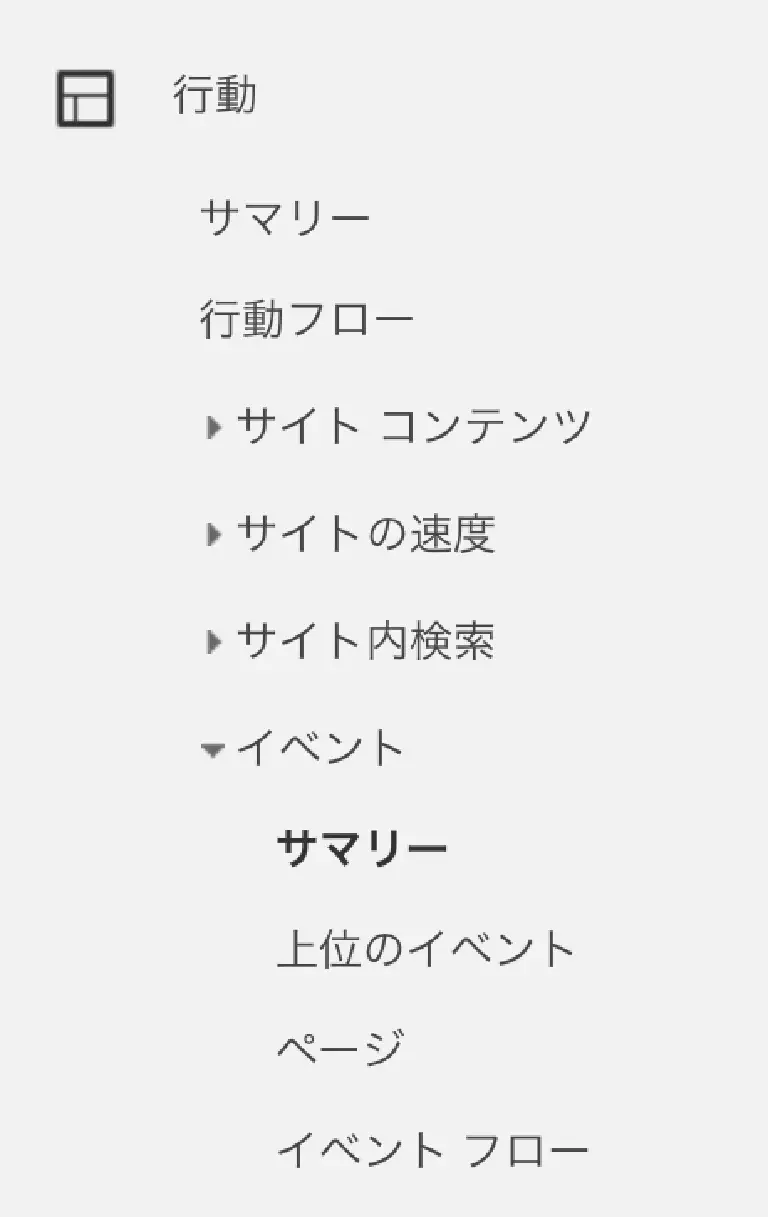 行動
サマリー
行動フロー
サイト コンテンツ
サイトの速度
サイト内検索
イベント
サマリー
上位のイベント
ページ
イベント フロー